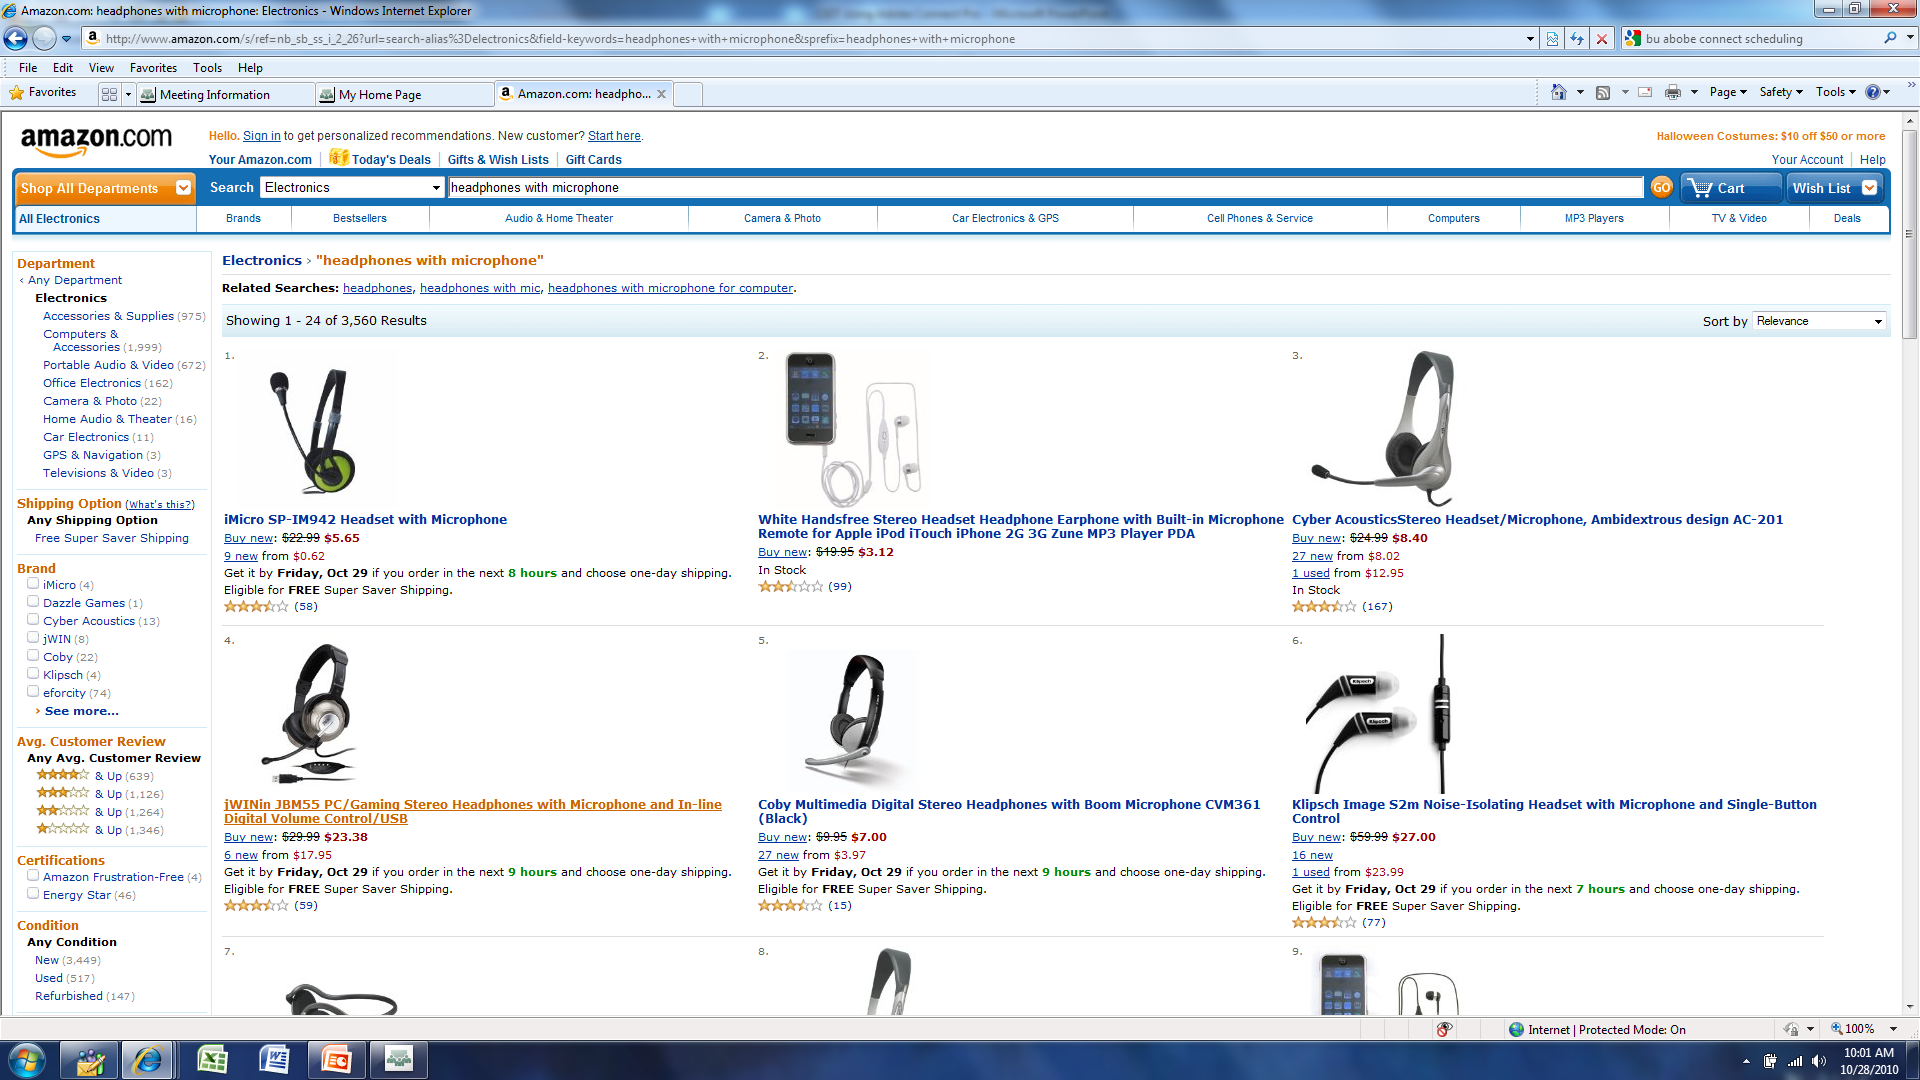 Amazon.com: headphones with microphone: Electronics - Windows Internet Explorer
http://www.amazon.com/s/ref=nb_sb_ss_i_2_26?url=search-alias%3Delectronics&field-keywords=headphones+with+microphone&sprefix=headphones+with+microphone
bu abobe connect scheduling
File Edit View Favorites Tools Help
Favorites
Meeting Information
My Home Page
Amazon.com: headpho...
Page Safety Tools
amazon.com
Hello. Sign in to get personalized recommendations. New customer? Start here.
Halloween Costumes: $10 off $50 or more
Your Amazon.com Today's Deals Gifts & Wish Lists Gift Cards
Your Account Help
Shop All Departments
Search Electronics headphones with microphone GO Cart Wish List
All Electronics Brands Bestsellers Audio & Home Theater Camera & Photo Car Electronics & GPS Cell Phones & Service Computers MP3 Players TV & Video Deals
Department
‹ Any Department
Electronics
Accessories & Supplies (975)
Computers &
Accessories (1,999)
Portable Audio & Video (672)
Office Electronics (162)
Camera & Photo (22)
Home Audio & Theater (16)
Car Electronics (11)
GPS & Navigation (3)
Televisions & Video (3)
Shipping Option (What's this?)
Any Shipping Option
Free Super Saver Shipping
Brand
iMicro (4)
Dazzle Games (1)
Cyber Acoustics (13)
jWIN (8)
Coby (22)
Klipsch (4)
eforcity (74)
› See more...
Avg. Customer Review
Any Avg. Customer Review
& Up (639)
& Up (1,126)
& Up (1,264)
& Up (1,346)
Certifications
Amazon Frustration-Free (4)
Energy Star (46)
Condition
Any Condition
New (3,449)
Used (517)
Refurbished (147)
Electronics › "headphones with microphone"
Related Searches: headphones, headphones with mic, headphones with microphone for computer.
Showing 1 - 24 of 3,560 Results
Sort by Relevance
1.
iMicro SP-IM942 Headset with Microphone
Buy new: $22.99 $5.65
9 new from $0.62
Get it by Friday, Oct 29 if you order in the next 8 hours and choose one-day shipping.
Eligible for FREE Super Saver Shipping.
(58)
2.
White Handsfree Stereo Headset Headphone Earphone with Built-in Microphone
Remote for Apple iPod iTouch iPhone 2G 3G Zune MP3 Player PDA
Buy new: $19.95 $3.12
In Stock
(99)
3.
Cyber AcousticsStereo Headset/Microphone, Ambidextrous design AC-201
Buy new: $24.99 $8.40
27 new from $8.02
1 used from $12.95
In Stock
(167)
4.
jWINin JBM55 PC/Gaming Stereo Headphones with Microphone and In-line
Digital Volume Control/USB
Buy new: $29.99 $23.38
6 new from $17.95
Get it by Friday, Oct 29 if you order in the next 9 hours and choose one-day shipping.
Eligible for FREE Super Saver Shipping.
(59)
5.
Coby Multimedia Digital Stereo Headphones with Boom Microphone CVM361
(Black)
Buy new: $9.95 $7.00
27 new from $3.97
Get it by Friday, Oct 29 if you order in the next 9 hours and choose one-day shipping.
Eligible for FREE Super Saver Shipping.
(15)
6.
Klipsch
Klipsch
Klipsch Image S2m Noise-Isolating Headset with Microphone and Single-Button
Control
Buy new: $59.99 $27.00
16 new
1 used from $23.99
Get it by Friday, Oct 29 if you order in the next 7 hours and choose one-day shipping.
Eligible for FREE Super Saver Shipping.
(77)
7.
8.
9.
Internet | Protected Mode: On
100%
10:01 AM
10/28/2010